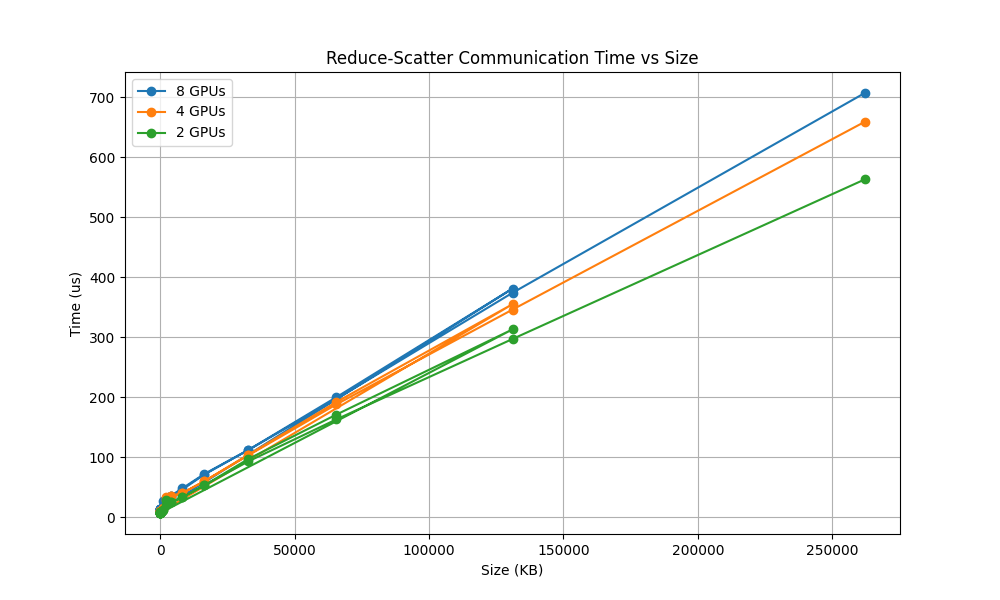 Reduce-Scatter Communication Time vs Size
8 GPUs
4 GPUs
2 GPUs
700
600
500
400
300
200
100
0
Time (us)
0
50000
100000
150000
200000
250000
Size (KB)